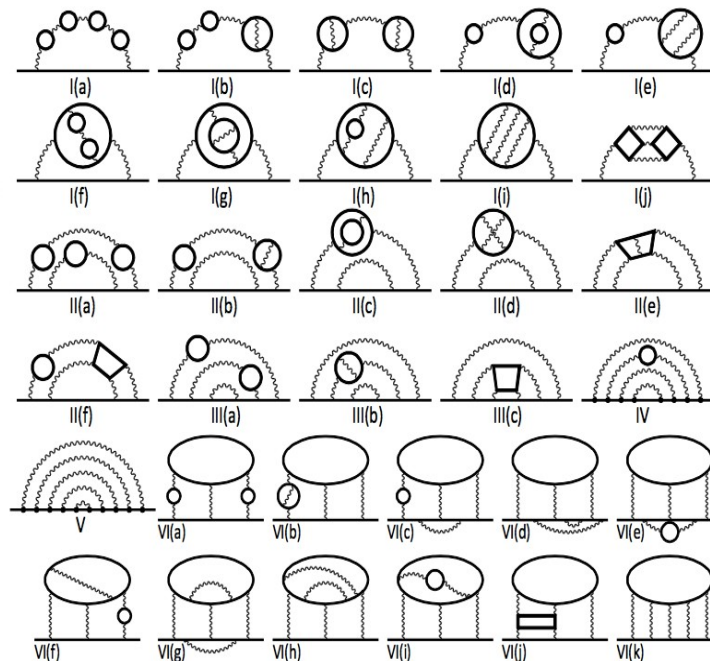 I(a) I(b) I(c) I(d) I(e)
I(f) I(g) I(h) I(i) I(j)
II(a) II(b) II(c) II(d) II(e)
II(f) III(a) III(b) III(c) IV
V VI(a) VI(b) VI(c) VI(d) VI(e)
VI(f) VI(g) VI(h) VI(i) VI(j) VI(k)